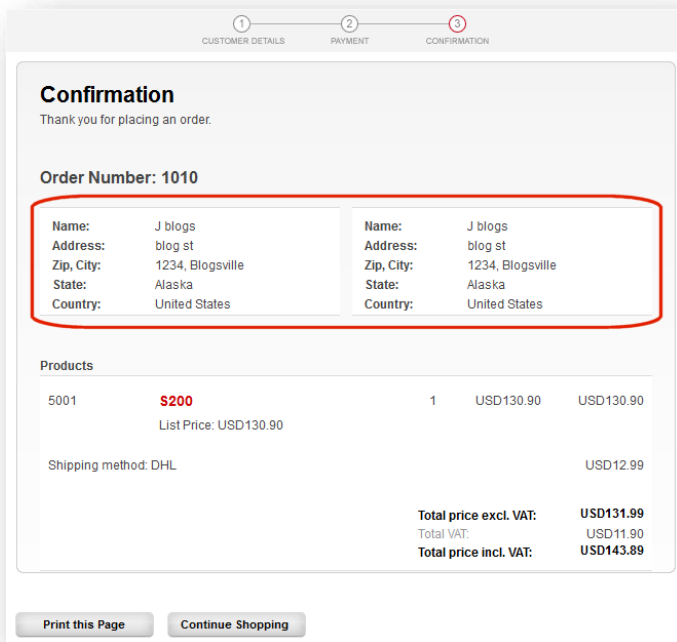 1 2 3
CUSTOMER DETAILS PAYMENT CONFIRMATION
Confirmation
Thank you for placing an order.
Order Number: 1010
Name: J blogs
Address: blog st
Zip, City: 1234, Blogsville
State: Alaska
Country: United States
Name: J blogs
Address: blog st
Zip, City: 1234, Blogsville
State: Alaska
Country: United States
Products
5001 S200 1 USD130.90 USD130.90
List Price: USD130.90
Shipping method: DHL USD12.99
Total price excl. VAT: USD131.99
Total VAT: USD11.90
Total price incl. VAT: USD143.89
Print this Page Continue Shopping